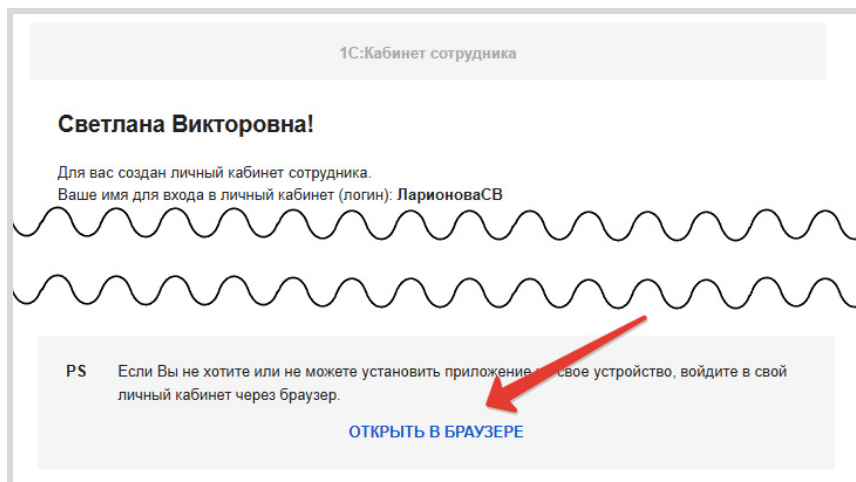 1С:Кабинет сотрудника
Светлана Викторовна!
Для вас создан личный кабинет сотрудника.
Ваше имя для входа в личный кабинет (логин): ЛарионоваСВ
PS Если Вы не хотите или не можете установить приложение свое устройство, войдите в свой
личный кабинет через браузер.
ОТКРЫТЬ В БРАУЗЕРЕ